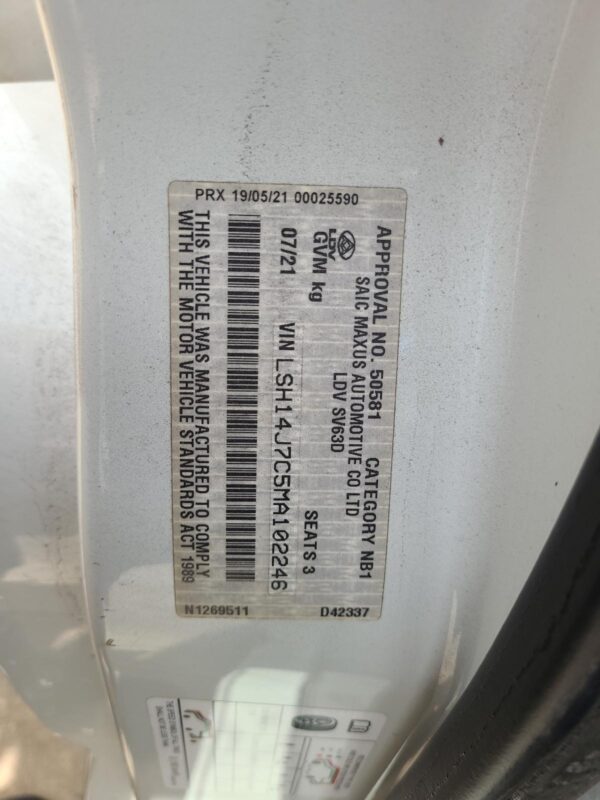 APPROVAL NO. 50581 CATEGORY NB1
SAIC MAXUS AUTOMOTIVE CO LTD
LDV LDV SV63D
GVM kg SEATS 3
07/21 VIN LSH14J7C5MA102246
THIS VEHICLE WAS MANUFACTURED TO COMPLY
WITH THE MOTOR VEHICLE STANDARDS ACT 1989
PRX 19/05/21 00025590
N1269511 D42337